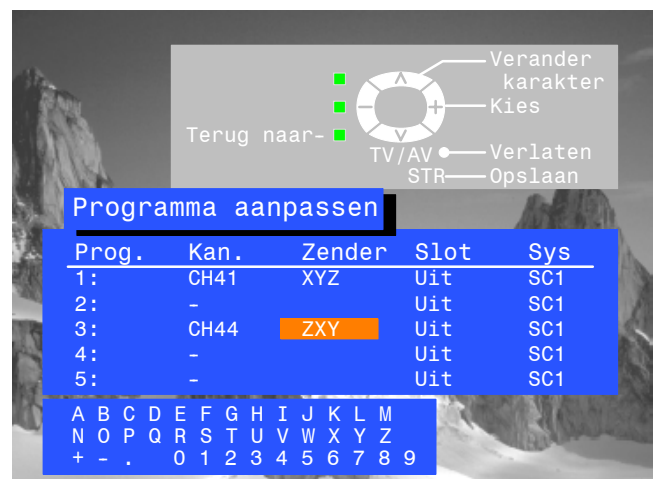 Verander
karakter
Kies
Terug naar-
TV/AV Verlaten
STR Opslaan
Programma aanpassen
Prog. Kan. Zender Slot Sys
1: CH41 XYZ Uit SC1
2: - Uit SC1
3: CH44 ZXY Uit SC1
4: - Uit SC1
5: - Uit SC1
A B C D E F G H I J K L M
N O P Q R S T U V W X Y Z
+ - . 0 1 2 3 4 5 6 7 8 9